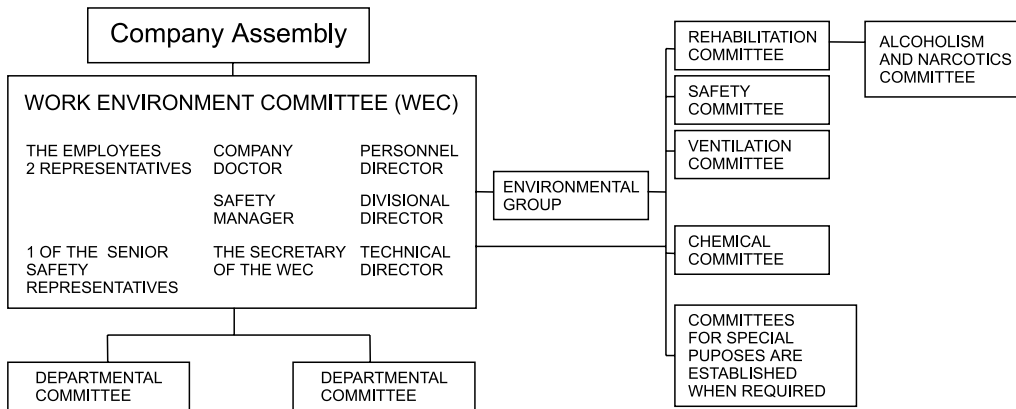 Company Assembly
WORK ENVIRONMENT COMMITTEE (WEC)
THE EMPLOYEES
2 REPRESENTATIVES
COMPANY
DOCTOR
PERSONNEL
DIRECTOR
SAFETY
MANAGER
DIVISIONAL
DIRECTOR
1 OF THE SENIOR
SAFETY
REPRESENTATIVES
THE SECRETARY
OF THE WEC
TECHNICAL
DIRECTOR
DEPARTMENTAL
COMMITTEE
DEPARTMENTAL
COMMITTEE
ENVIRONMENTAL
GROUP
REHABILITATION
COMMITTEE
ALCOHOLISM
AND NARCOTICS
COMMITTEE
SAFETY
COMMITTEE
VENTILATION
COMMITTEE
CHEMICAL
COMMITTEE
COMMITTEES
FOR SPECIAL
PUPOSES ARE
ESTABLISHED
WHEN REQUIRED